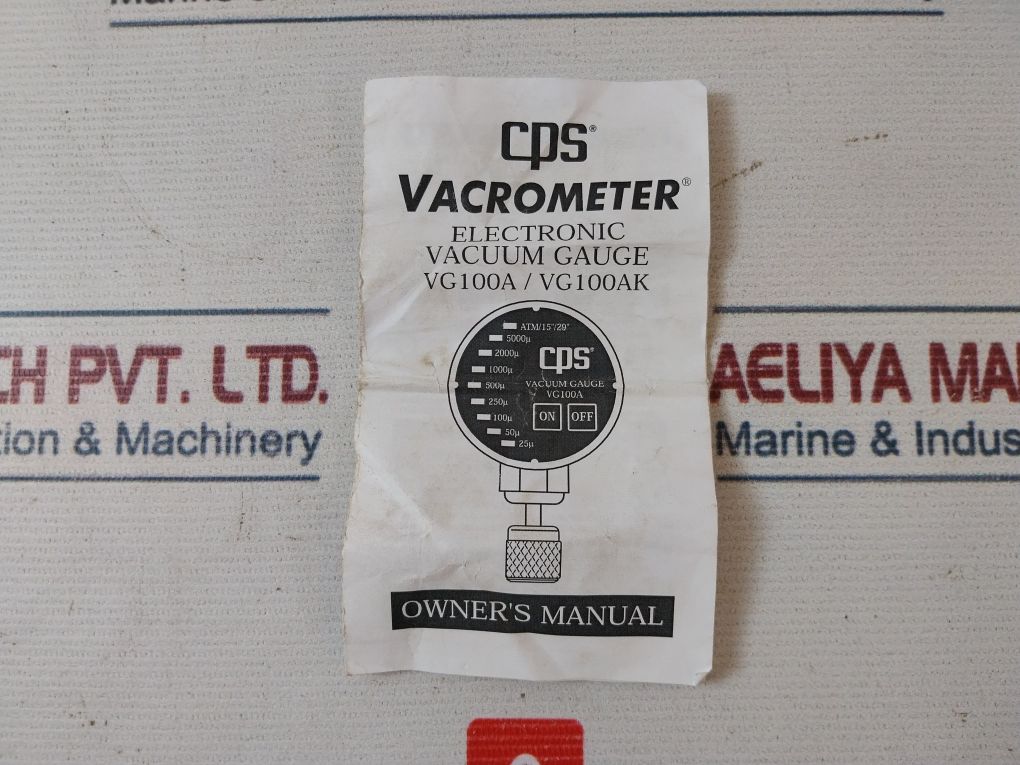 cps®
VACROMETER®
ELECTRONIC
VACUUM GAUGE
VG100A / VG100AK
ATM/15"/29"
5000µ
2000µ
1000µ
500µ
250µ
100µ
50µ
25µ
cps®
VACUUM GAUGE
VG100A
ON OFF
OWNER'S MANUAL
CH PVT. LTD.
tion & Machinery
AELIYA MA
Marine & Indus